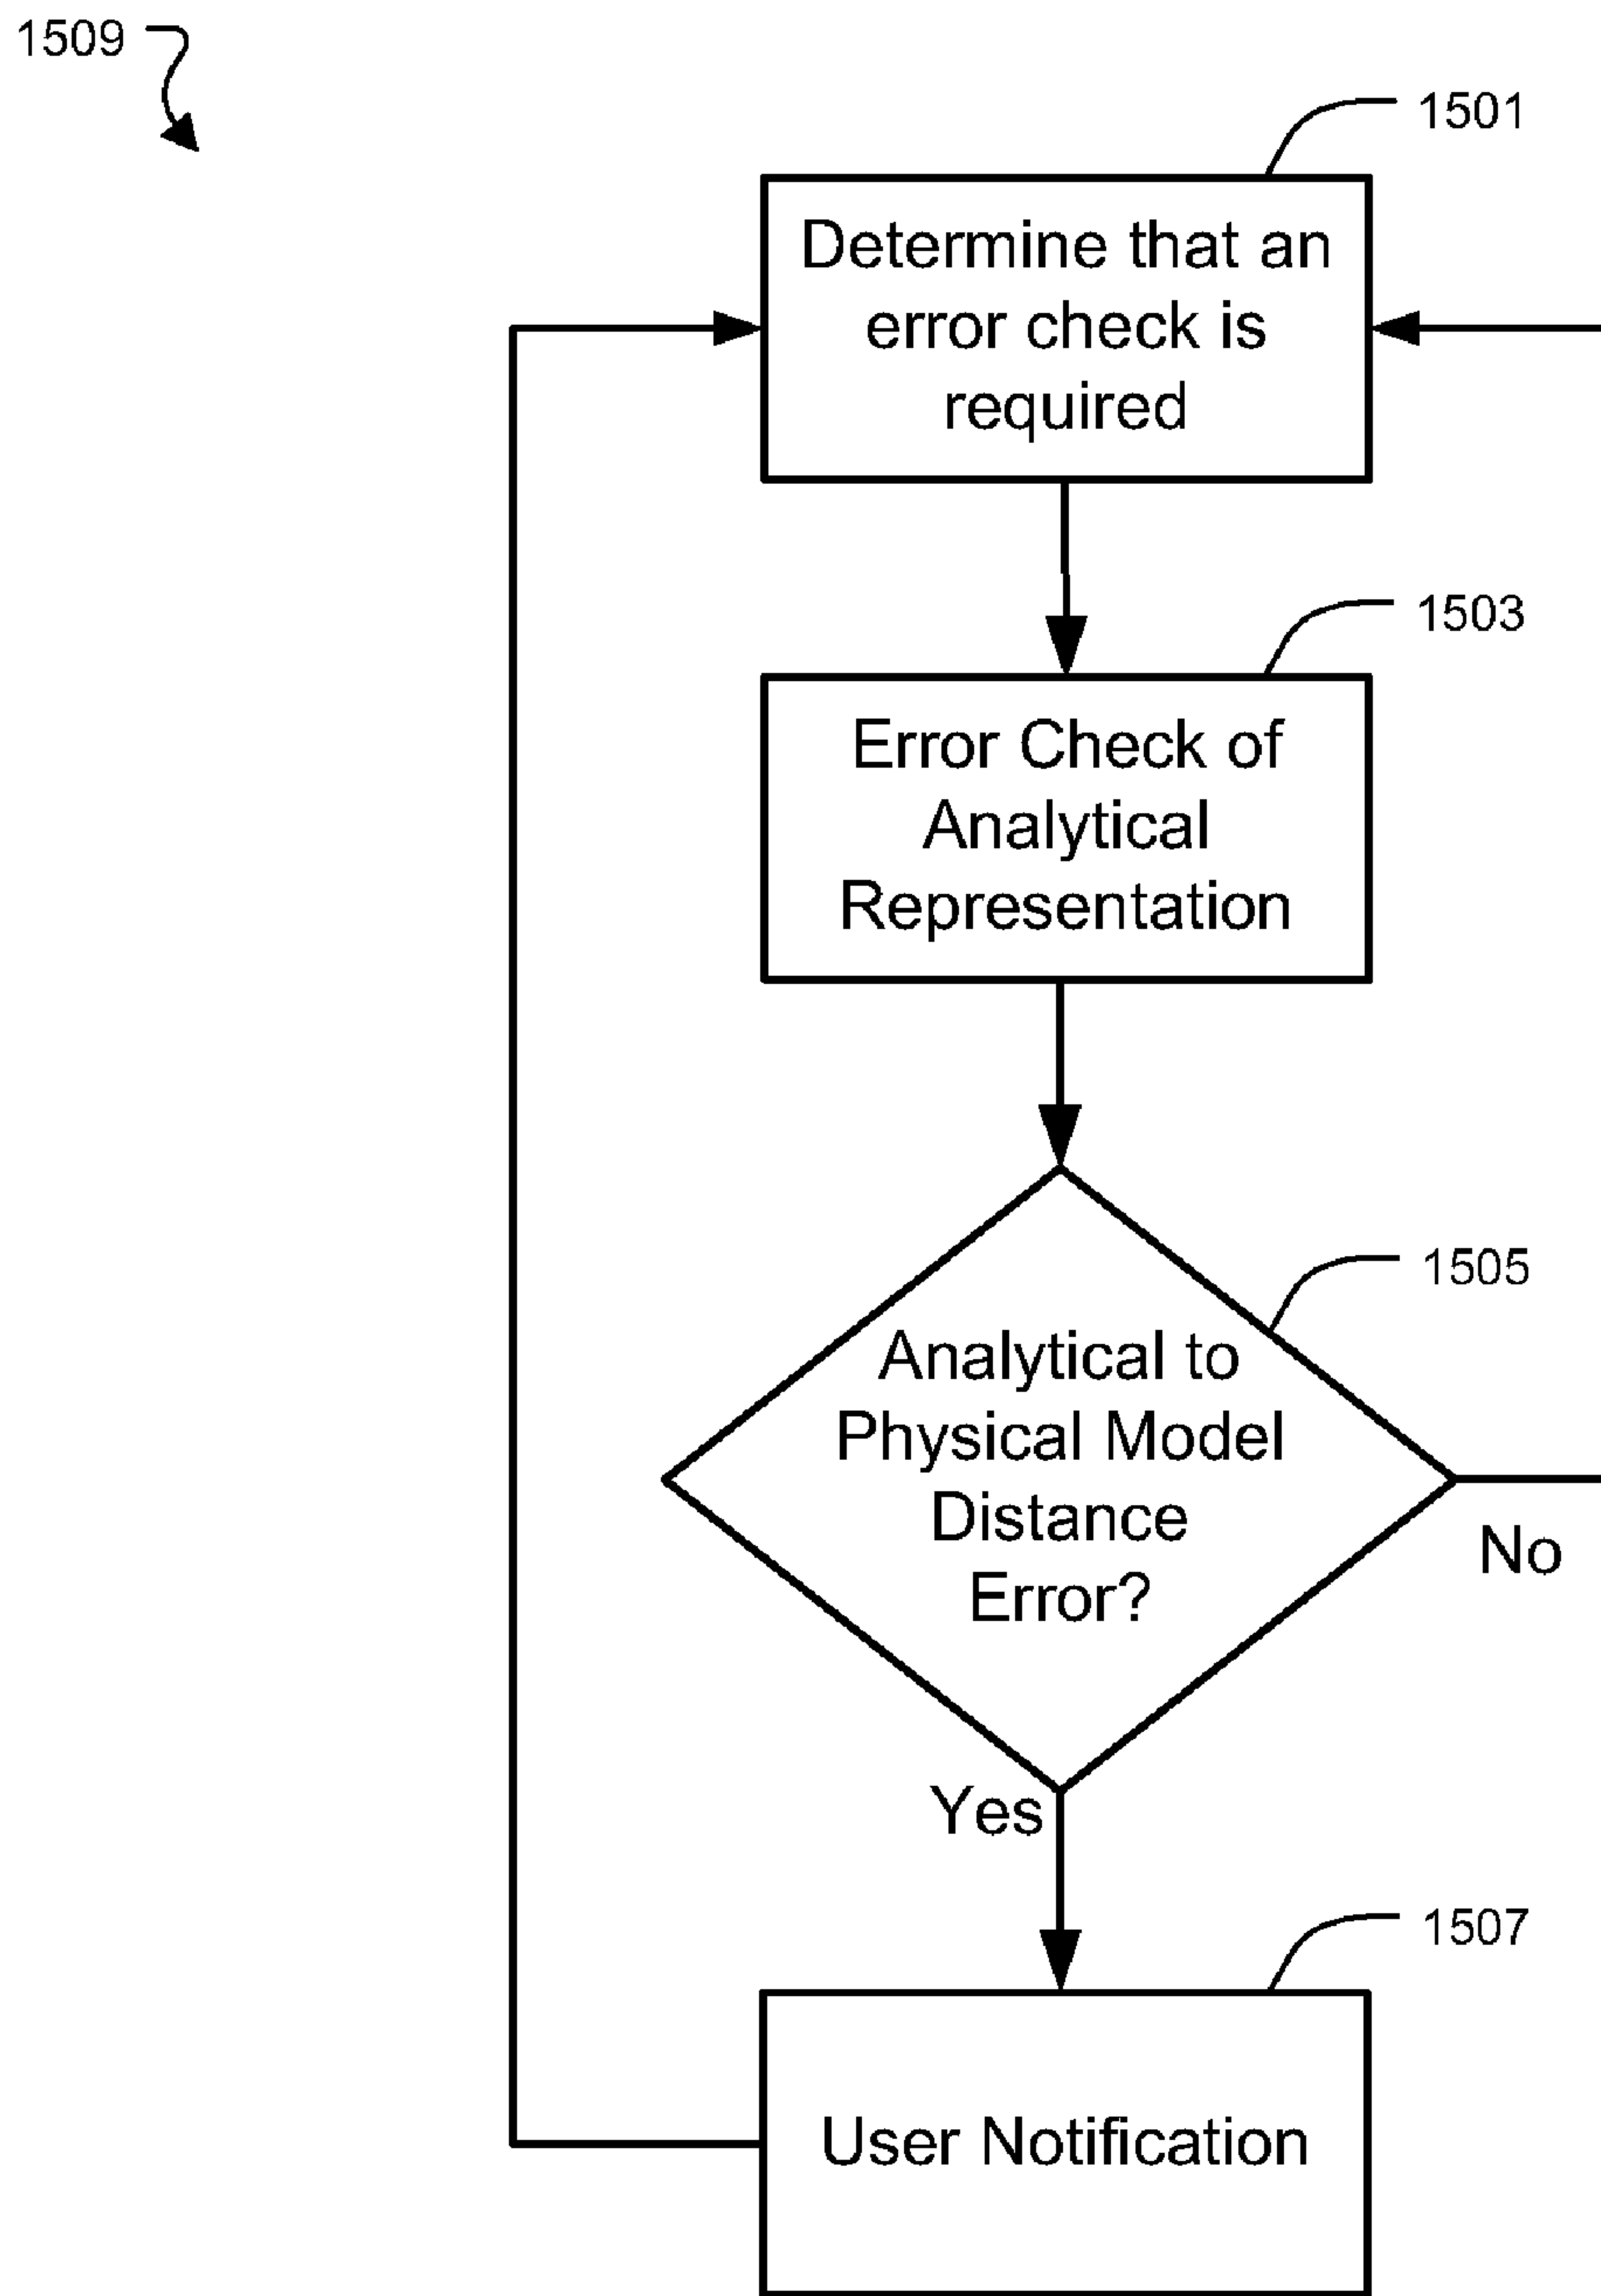 1509
1501
Determine that an
error check is
required
1503
Error Check of
Analytical
Representation
1505
Analytical to
Physical Model
Distance
Error?
No
Yes
1507
User Notification